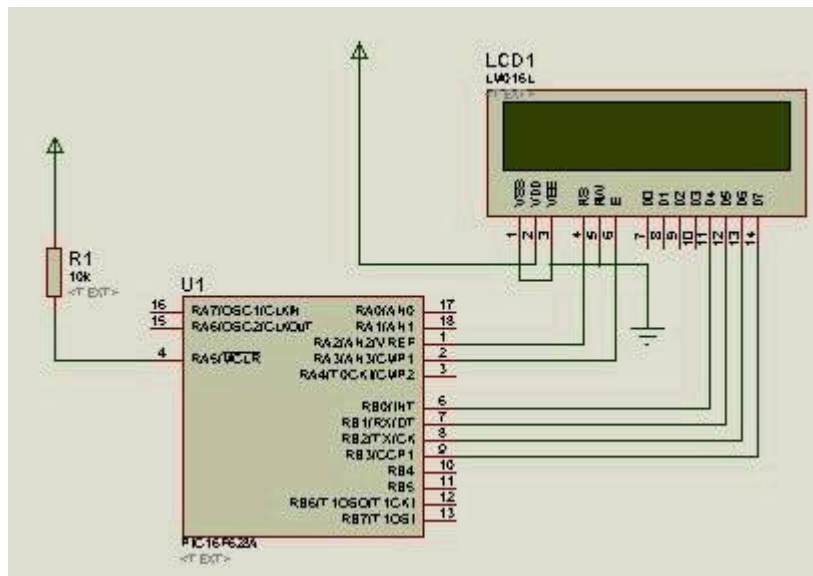 LCD1
LM016L
<TEXT>
VSS
VDD
VEE
RS
RW
E
D0
D1
D2
D3
D4
D5
D6
D7
1
2
3
4
5
6
7
8
9
10
11
12
13
14
R1
10k
<TEXT>
U1
16
RA7/OSC1/CLKIN
RA0/AN0
17
15
RA6/OSC2/CLKOUT
RA1/AN1
18
RA2/AN2/VREF
1
4
RA5/MCLR
RA3/AN3/CMP1
2
RA4/T0CKI/CMP2
3
RB0/INT
6
RB1/RX/DT
7
RB2/TX/CK
8
RB3/CCP1
9
RB4
10
RB5
11
RB6/T1OSO/T1CKI
12
RB7/T1OSI
13
PIC16F628A
<TEXT>